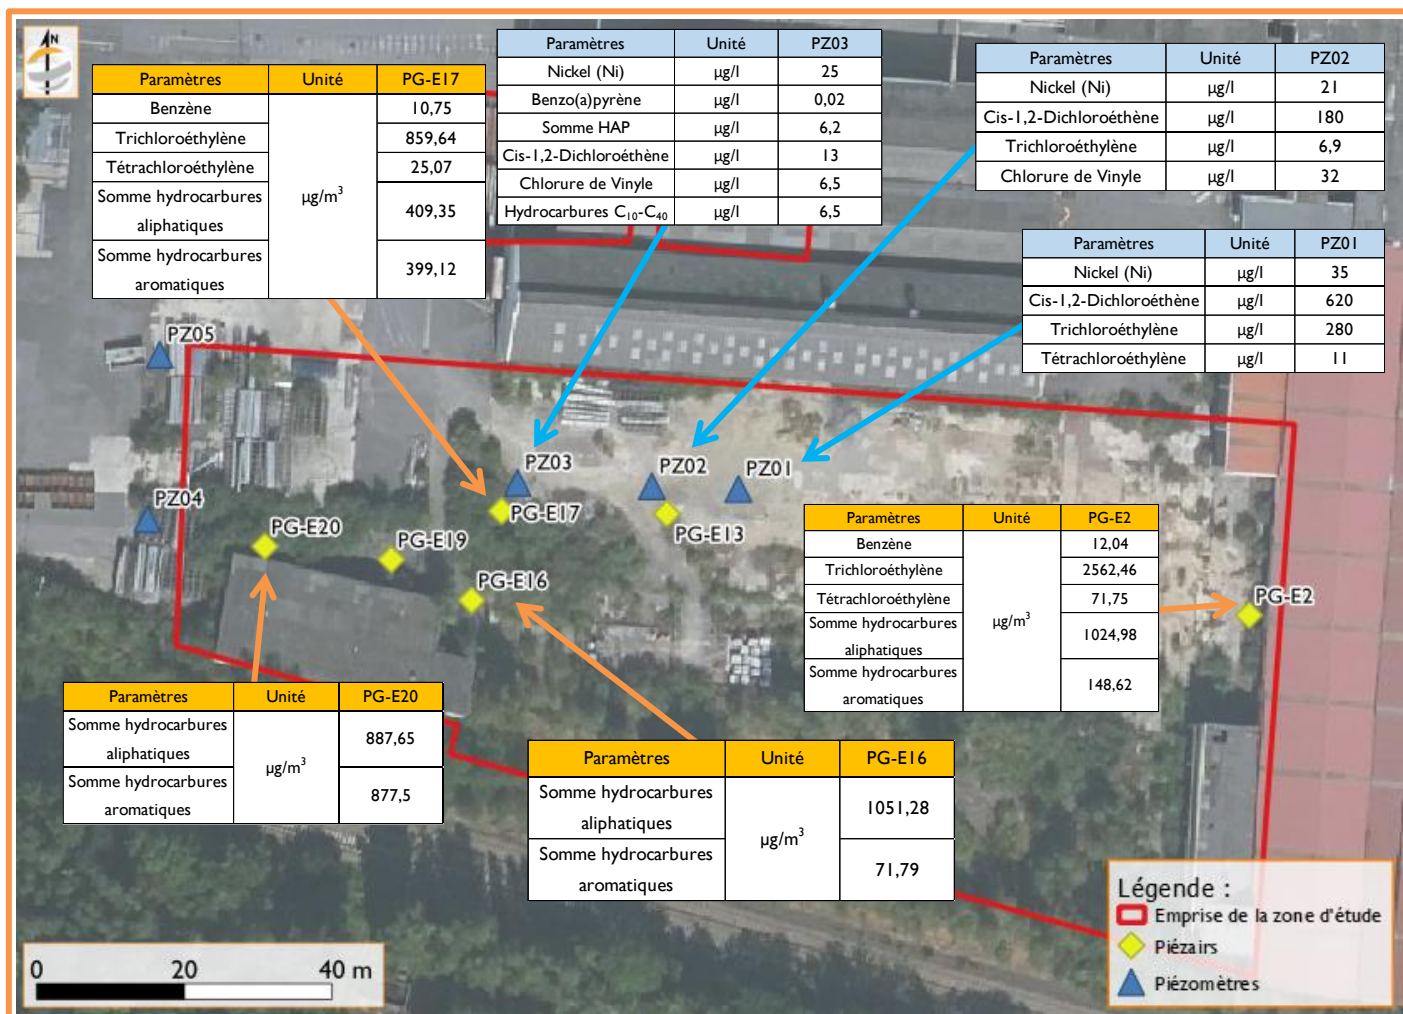 N
Paramètres Unité PG-E17
Benzène µg/m³ 10,75
Trichloroéthylène 859,64
Tétrachloroéthylène 25,07
Somme hydrocarbures
aliphatiques 409,35
Somme hydrocarbures
aromatiques 399,12
Paramètres Unité PZ03
Nickel (Ni) µg/l 25
Benzo(a)pyrène µg/l 0,02
Somme HAP µg/l 6,2
Cis-1,2-Dichloroéthène µg/l 13
Chlorure de Vinyle µg/l 6,5
Hydrocarbures C10-C40 µg/l 6,5
Paramètres Unité PZ02
Nickel (Ni) µg/l 21
Cis-1,2-Dichloroéthène µg/l 180
Trichloroéthylène µg/l 6,9
Chlorure de Vinyle µg/l 32
Paramètres Unité PZ01
Nickel (Ni) µg/l 35
Cis-1,2-Dichloroéthène µg/l 620
Trichloroéthylène µg/l 280
Tétrachloroéthylène µg/l 11
PZ05
PZ03
PZ02
PZ01
PZ04
PG-E20
PG-E19
PG-E17
PG-E13
PG-E16
PG-E2
Paramètres Unité PG-E2
Benzène µg/m³ 12,04
Trichloroéthylène 2562,46
Tétrachloroéthylène 71,75
Somme hydrocarbures
aliphatiques 1024,98
Somme hydrocarbures
aromatiques 148,62
Paramètres Unité PG-E20
Somme hydrocarbures
aliphatiques µg/m³ 887,65
Somme hydrocarbures
aromatiques 877,5
Paramètres Unité PG-E16
Somme hydrocarbures
aliphatiques µg/m³ 1051,28
Somme hydrocarbures
aromatiques 71,79
Légende :
Emprise de la zone d'étude
Piézairs
Piézomètres
0 20 40 m